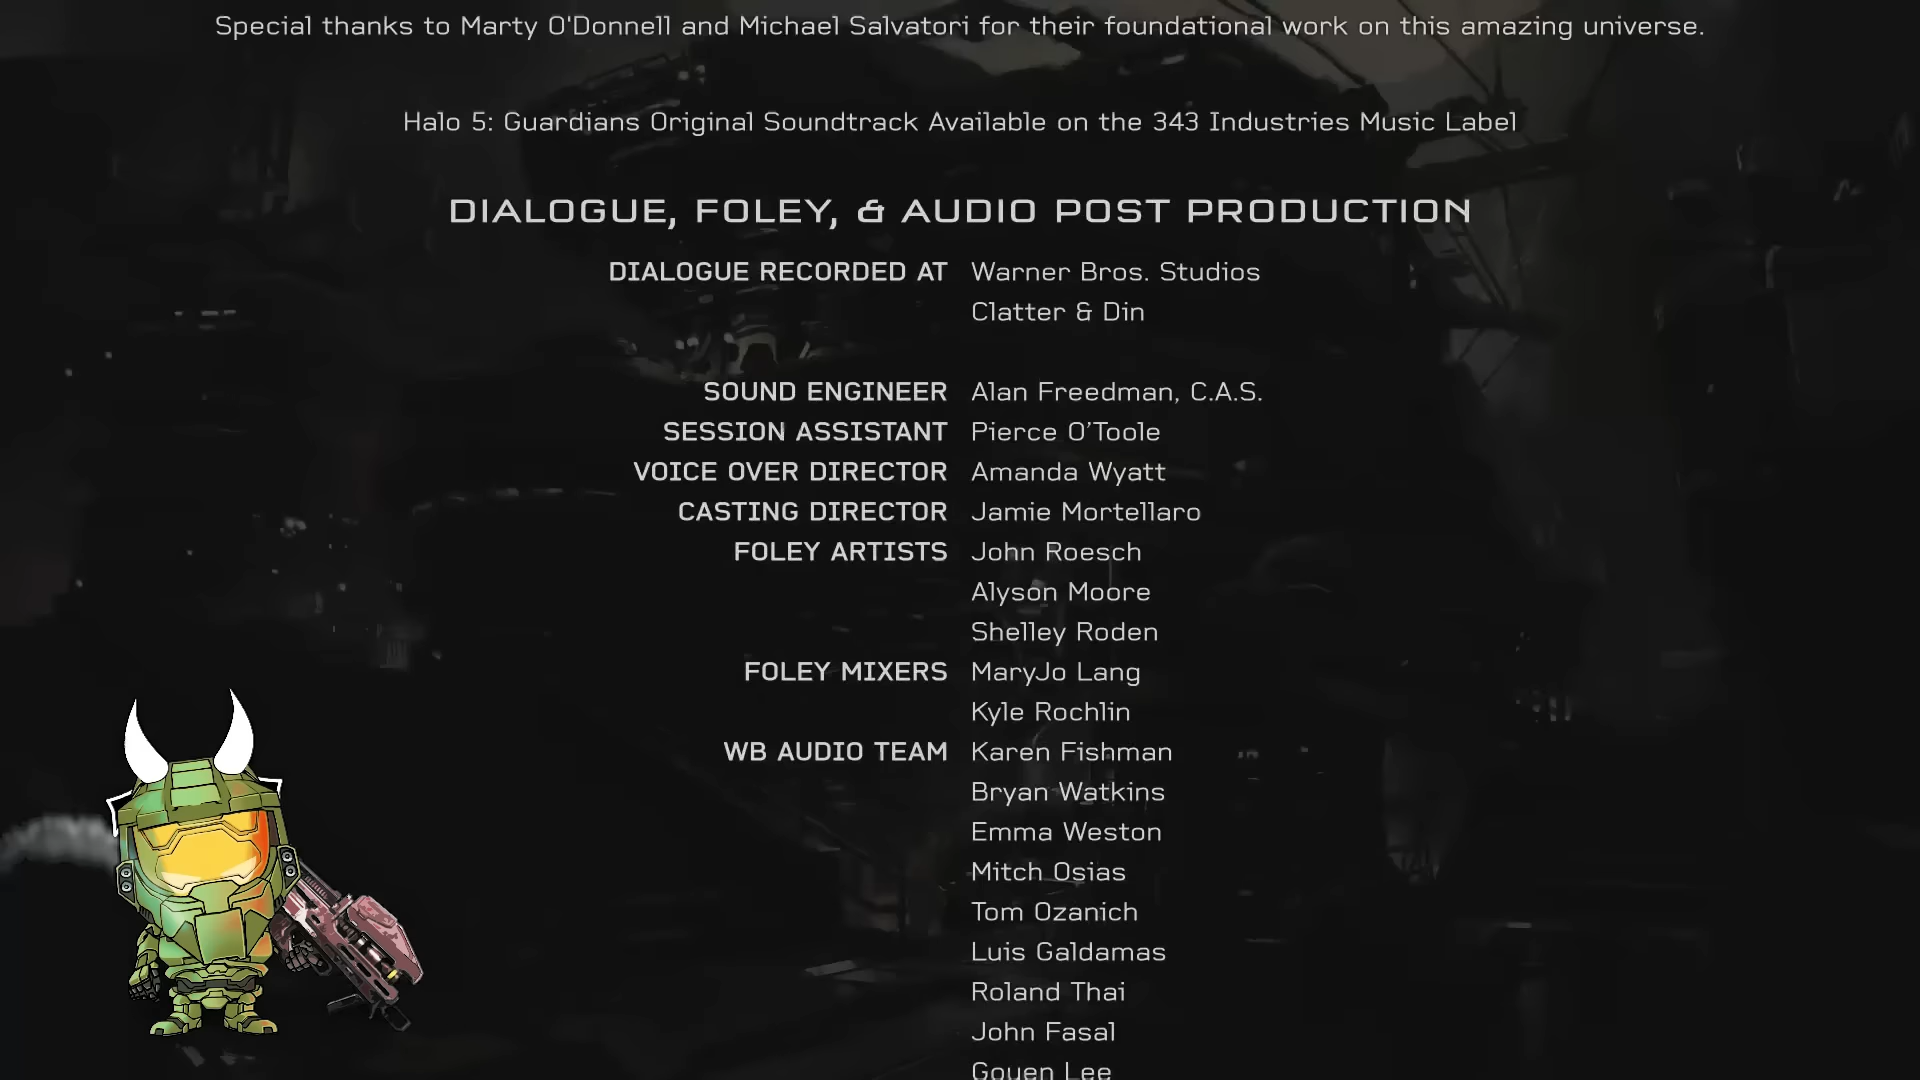 Special thanks to Marty O'Donnell and Michael Salvatori for their foundational work on this amazing universe.
Halo 5: Guardians Original Soundtrack Available on the 343 Industries Music Label
DIALOGUE, FOLEY, & AUDIO POST PRODUCTION
DIALOGUE RECORDED AT Warner Bros. Studios
Clatter & Din
SOUND ENGINEER Alan Freedman, C.A.S.
SESSION ASSISTANT Pierce O’Toole
VOICE OVER DIRECTOR Amanda Wyatt
CASTING DIRECTOR Jamie Mortellaro
FOLEY ARTISTS John Roesch
Alyson Moore
Shelley Roden
FOLEY MIXERS MaryJo Lang
Kyle Rochlin
WB AUDIO TEAM Karen Fishman
Bryan Watkins
Emma Weston
Mitch Osias
Tom Ozanich
Luis Galdamas
Roland Thai
John Fasal
Gouen Lee